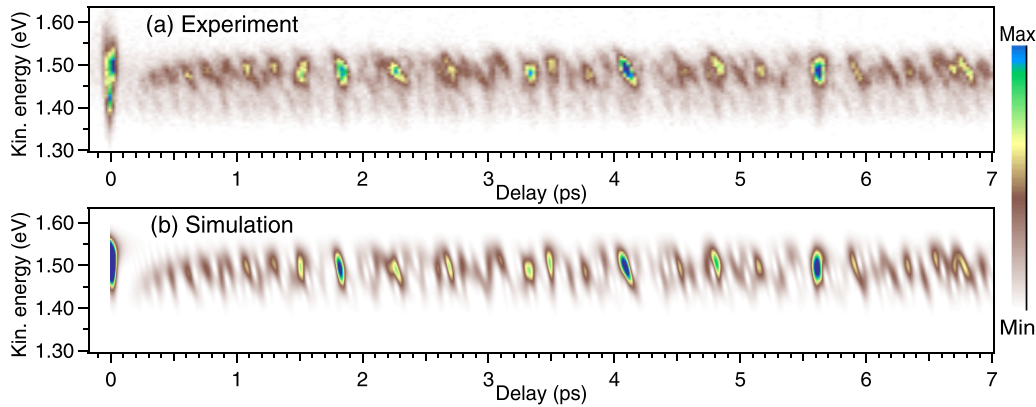 (a) Experiment
Kin. energy (eV)
1.60
1.50
1.40
1.30
0 1 2 3 4 5 6 7
Delay (ps)
(b) Simulation
Kin. energy (eV)
1.60
1.50
1.40
1.30
0 1 2 3 4 5 6 7
Delay (ps)
Max
Min